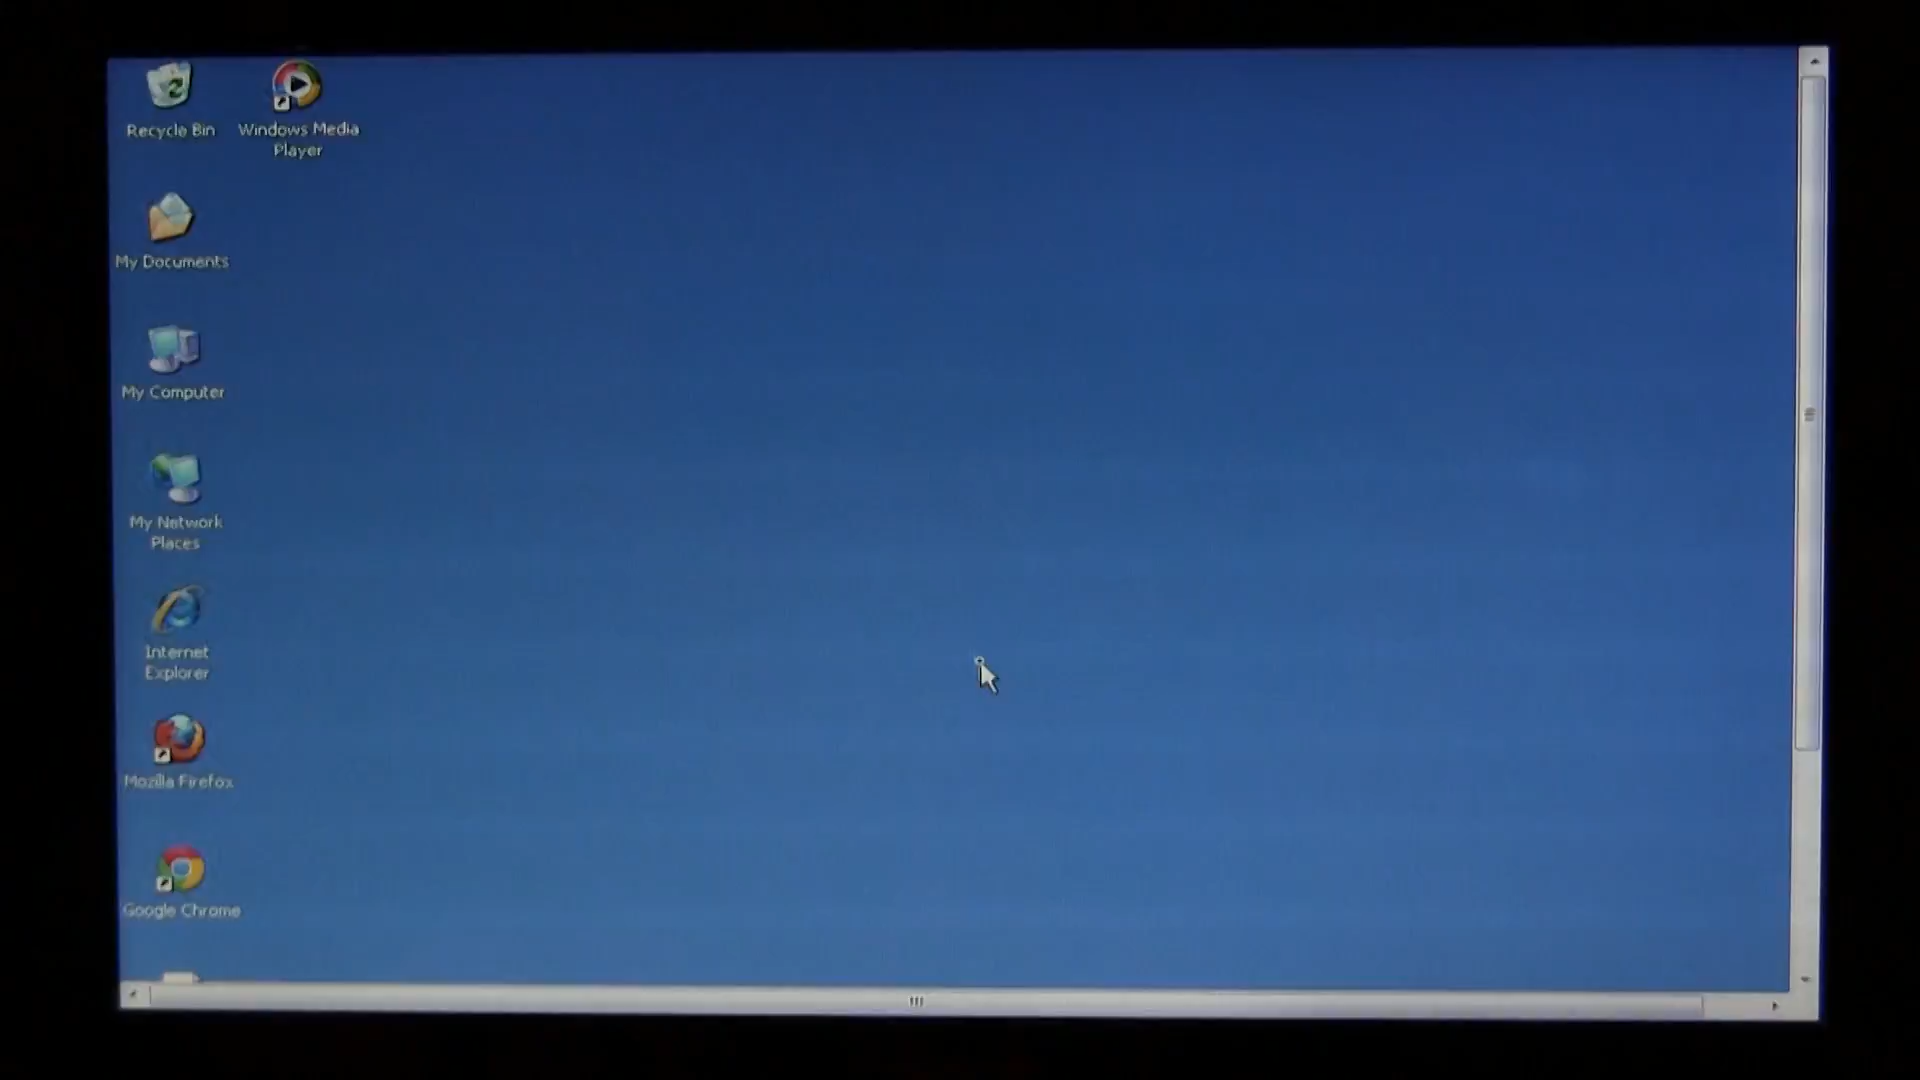 Recycle Bin
Windows Media
Player
My Documents
My Computer
My Network
Places
Internet
Explorer
Mozilla Firefox
Google Chrome